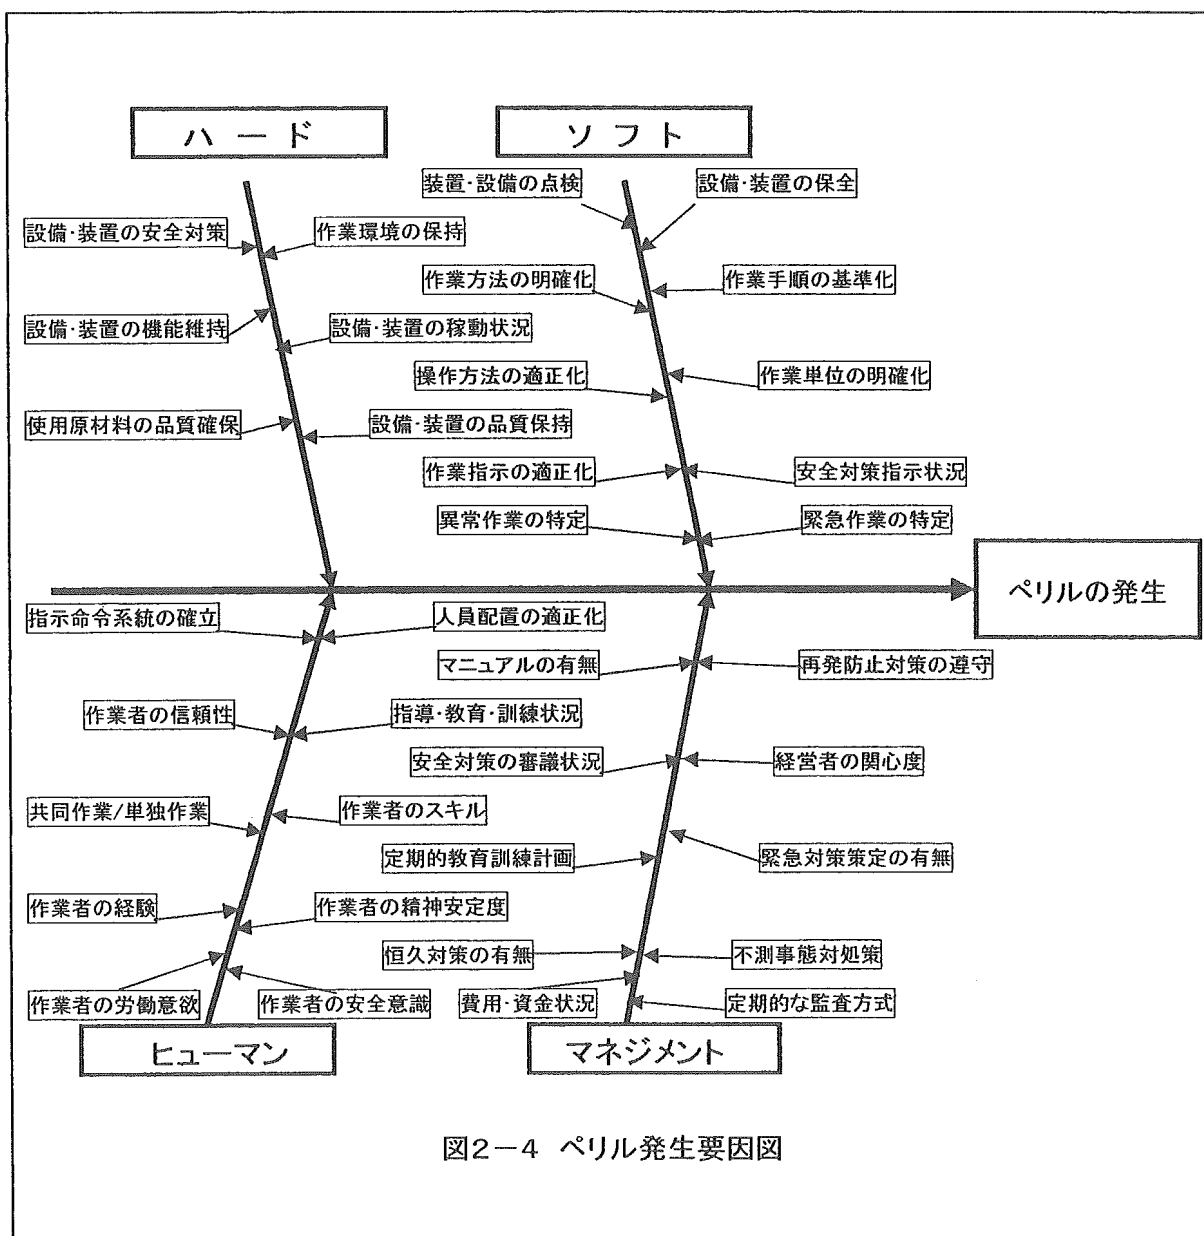 ハード
ソフト
装置・設備の点検
設備・装置の保全
設備・装置の安全対策
作業環境の保持
作業方法の明確化
作業手順の基準化
設備・装置の機能維持
設備・装置の稼動状況
操作方法の適正化
作業単位の明確化
使用原材料の品質確保
設備・装置の品質保持
作業指示の適正化
安全対策指示状況
異常作業の特定
緊急作業の特定
ペリルの発生
指示命令系統の確立
人員配置の適正化
マニュアルの有無
再発防止対策の遵守
作業者の信頼性
指導・教育・訓練状況
安全対策の審議状況
経営者の関心度
共同作業/単独作業
作業者のスキル
定期的教育訓練計画
緊急対策策定の有無
作業者の経験
作業者の精神安定度
恒久対策の有無
不測事態対処策
作業者の労働意欲
作業者の安全意識
費用・資金状況
定期的な監査方式
ヒューマン
マネジメント
図2－4 ペリル発生要因図